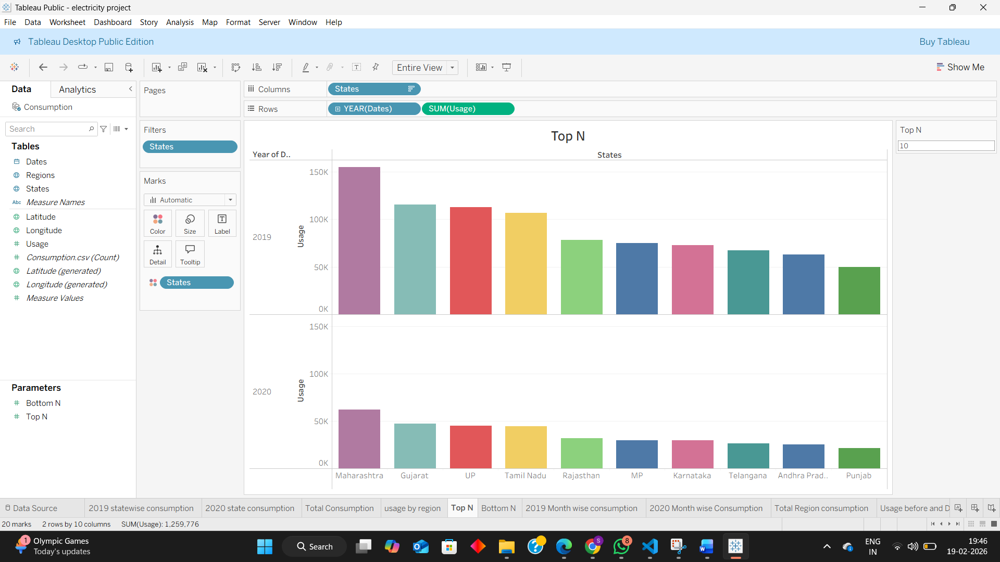 Tableau Public - electricity project
File Data Worksheet Dashboard Story Analysis Map Format Server Window Help
Tableau Desktop Public Edition
Buy Tableau
Entire View
Show Me
Data
Analytics
Consumption
Search
Tables
Dates
Regions
States
Abc Measure Names
Latitude
Longitude
Usage
Consumption.csv (Count)
Latitude (generated)
Longitude (generated)
Measure Values
Parameters
Bottom N
Top N
Pages
Filters
States
Marks
Automatic
Color Size Label
Detail Tooltip
States
Columns
States
Rows
YEAR(Dates) SUM(Usage)
Top N
Year of D..
States
2019
Usage
150K
100K
50K
0K
2020
Usage
150K
100K
50K
0K
Maharashtra Gujarat UP Tamil Nadu Rajasthan MP Karnataka Telangana Andhra Prad.. Punjab
Top N
10
Data Source 2019 statewise consumption 2020 state consumption Total Consumption usage by region Top N Bottom N 2019 Month wise consumption 2020 Month wise Consumption Total Region consumption Usage before and D
20 marks 2 rows by 10 columns SUM(Usage): 1,259,776
1
Olympic Games
Today's updates
Search
S
8
ENG
IN
19:46
19-02-2026